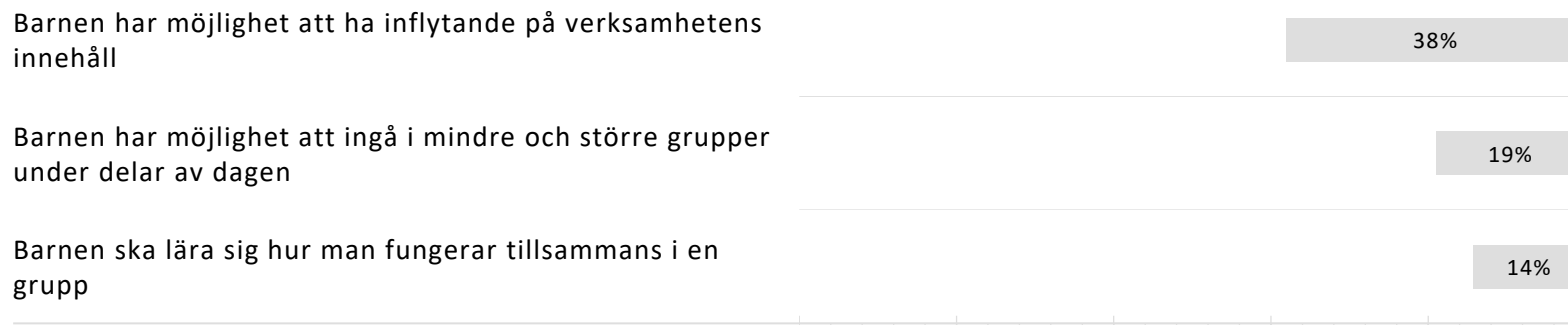 Barnen har möjlighet att ha inflytande på verksamhetens
innehåll
38%
Barnen har möjlighet att ingå i mindre och större grupper
under delar av dagen
19%
Barnen ska lära sig hur man fungerar tillsammans i en
grupp
14%